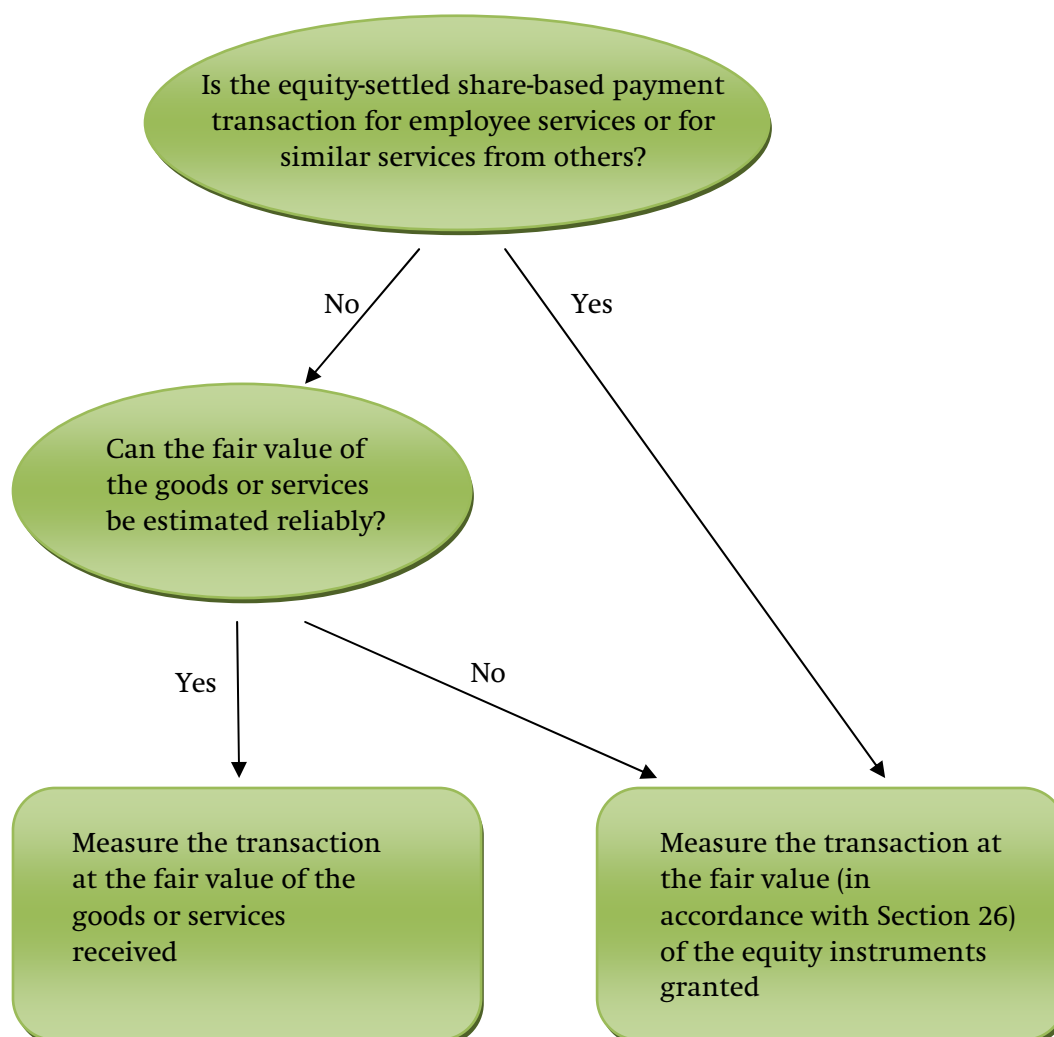 Is the equity-settled share-based payment
transaction for employee services or for
similar services from others?
No
Yes
Can the fair value of
the goods or services
be estimated reliably?
Yes
No
Measure the transaction
at the fair value of the
goods or services
received
Measure the transaction at
the fair value (in
accordance with Section 26)
of the equity instruments
granted